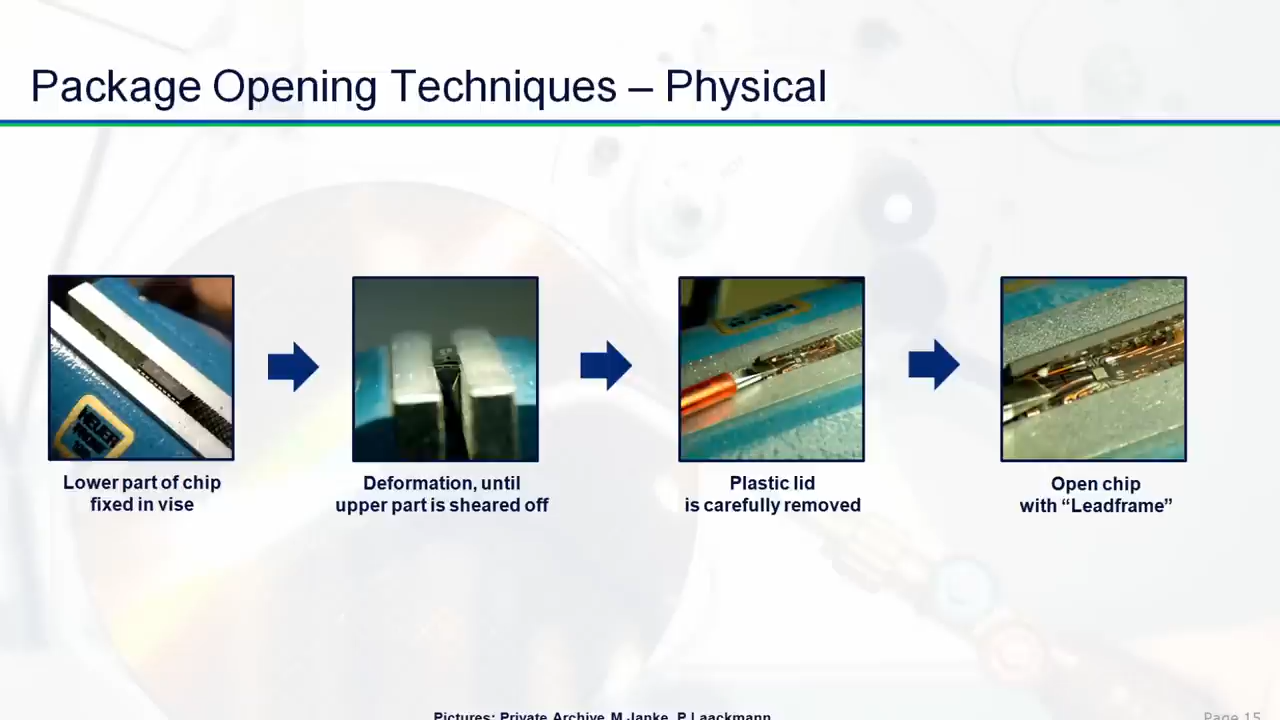 Package Opening Techniques – Physical
Lower part of chip
fixed in vise
Deformation, until
upper part is sheared off
Plastic lid
is carefully removed
Open chip
with “Leadframe”
Pictures: Private Archive, M.Janke, P.Laackmann
Page 15